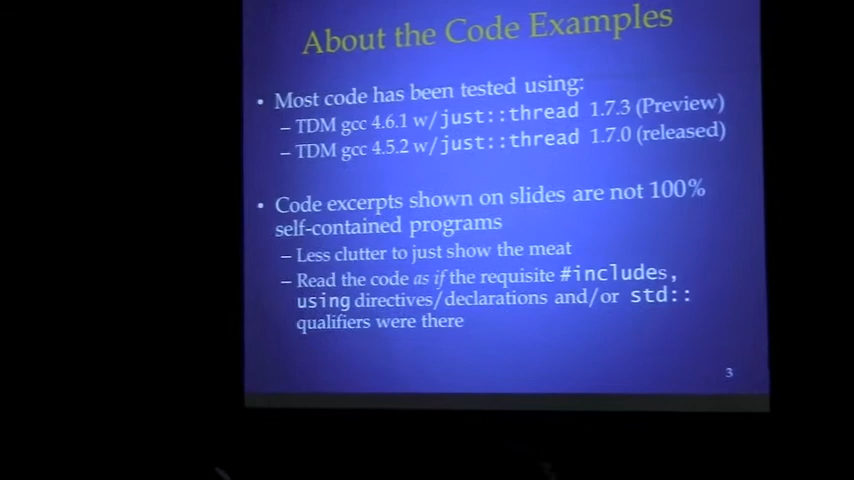 About the Code Examples
• Most code has been tested using:
– TDM gcc 4.6.1 w/just::thread 1.7.3 (Preview)
– TDM gcc 4.5.2 w/just::thread 1.7.0 (released)
• Code excerpts shown on slides are not 100%
self-contained programs
– Less clutter to just show the meat
– Read the code as if the requisite #includes,
using directives/declarations and/or std::
qualifiers were there
3